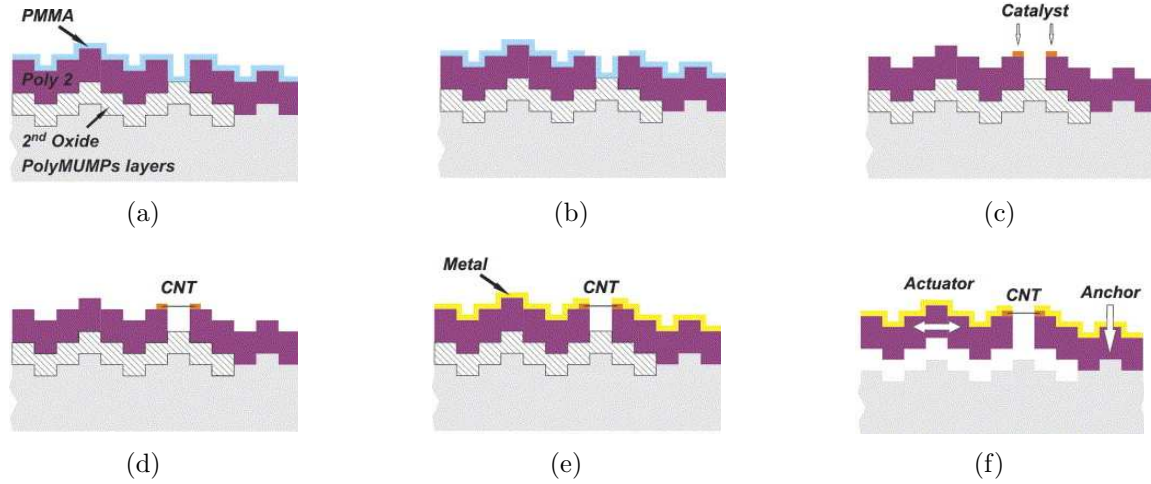 PMMA
Poly 2
2nd Oxide
PolyMUMPs layers
(a)
(b)
Catalyst
(c)
CNT
(d)
Metal
CNT
(e)
Actuator
CNT
Anchor
(f)